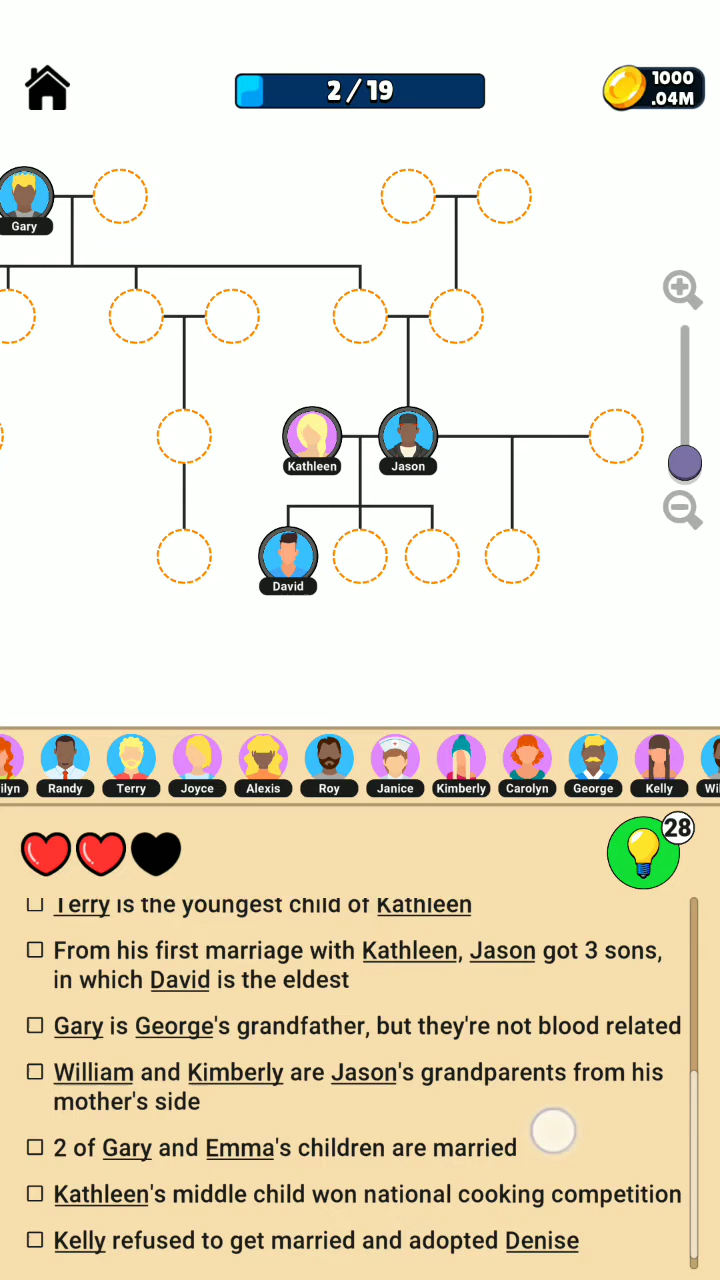 2/19
1000
.04M
Gary
Kathleen
Jason
David
ilyn
Randy
Terry
Joyce
Alexis
Roy
Janice
Kimberly
Carolyn
George
Kelly
Wil
28
Terry is the youngest child of Kathleen
From his first marriage with Kathleen, Jason got 3 sons,
in which David is the eldest
Gary is George's grandfather, but they're not blood related
William and Kimberly are Jason's grandparents from his
mother's side
2 of Gary and Emma's children are married
Kathleen's middle child won national cooking competition
Kelly refused to get married and adopted Denise